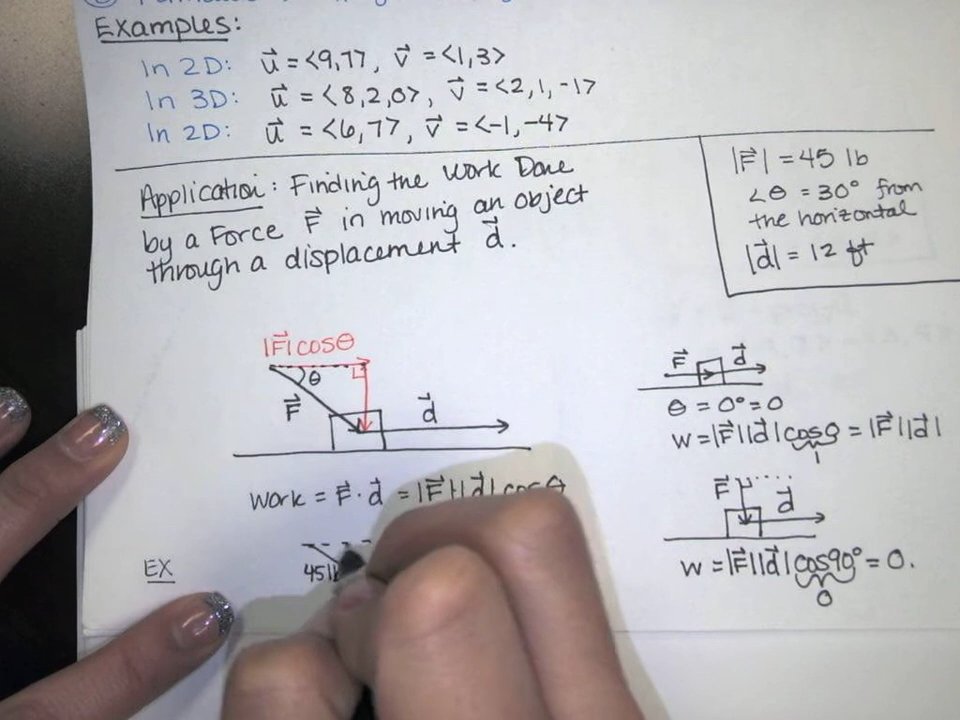 Examples:
In 2D: u⃗ = <9,7>, v⃗ = <1,3>
In 3D: u⃗ = <8,2,0>, v⃗ = <2,1,-1>
In 2D: u⃗ = <6,7>, v⃗ = <-1,-4>
Application: Finding the Work Done
by a Force F⃗ in moving an object
through a displacement d⃗.
|F⃗| = 45 lb
∠θ = 30° from
the horizontal
|d⃗| = 12 ft
|F⃗|cosθ
θ
F⃗
d⃗
Work = F⃗ · d⃗ = |F⃗||d⃗|cosθ
EX
F⃗ d⃗
θ = 0° = 0
W = |F⃗||d⃗|cos0 = |F⃗||d⃗|
1
F⃗
d⃗
W = |F⃗||d⃗|cos90° = 0.
0